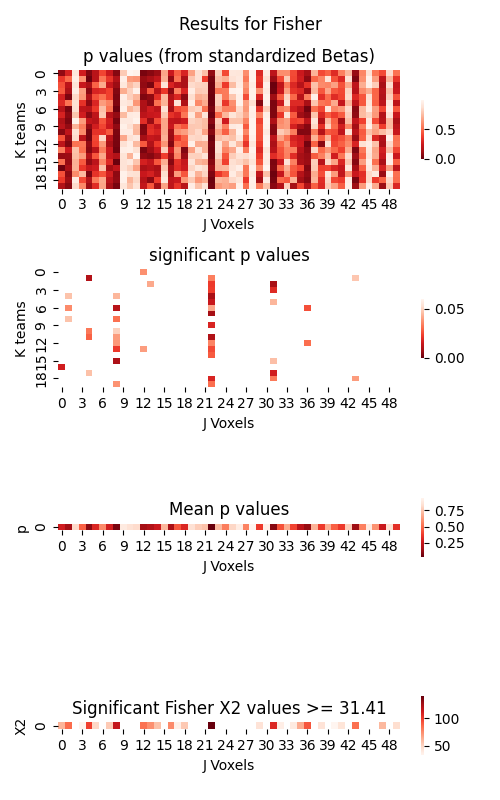 Results for Fisher
p values (from standardized Betas)
K teams
0 3 6 9 12 15 18
0 3 6 9 12 15 18 21 24 27 30 33 36 39 42 45 48
J Voxels
0.5
0.0
significant p values
K teams
0 3 6 9 12 15 18
0 3 6 9 12 15 18 21 24 27 30 33 36 39 42 45 48
J Voxels
0.05
0.00
Mean p values
p
0
0 3 6 9 12 15 18 21 24 27 30 33 36 39 42 45 48
J Voxels
0.75
0.50
0.25
Significant Fisher X2 values >= 31.41
X2
0
0 3 6 9 12 15 18 21 24 27 30 33 36 39 42 45 48
J Voxels
100
50